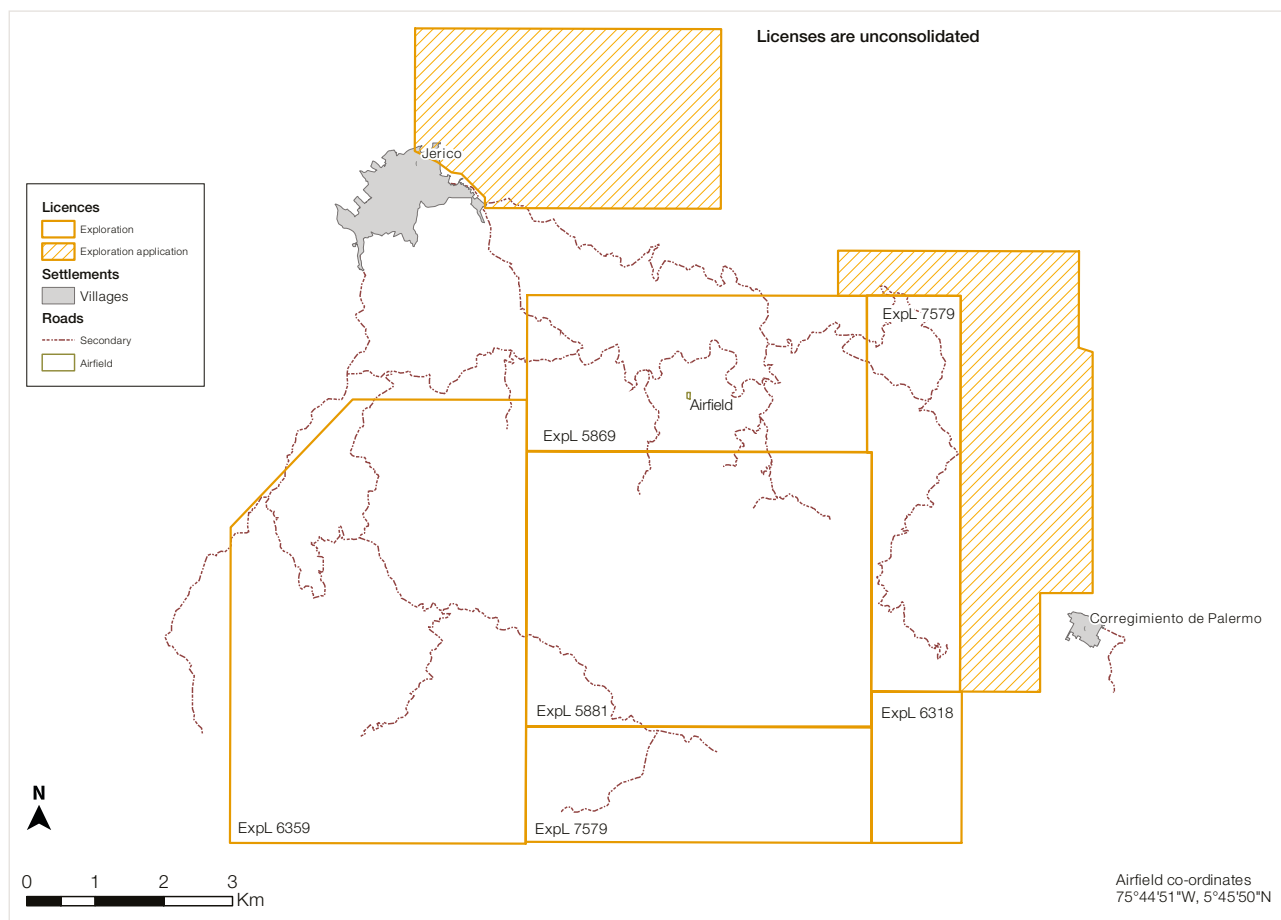 Licenses are unconsolidated
Jerico
Licences
Exploration
Exploration application
Settlements
Villages
Roads
Secondary
Airfield
ExpL 7579
Airfield
ExpL 5869
Corregimiento de Palermo
ExpL 5881
ExpL 6318
ExpL 6359
ExpL 7579
N
0 1 2 3
Km
Airfield co-ordinates
75°44'51"W, 5°45'50"N